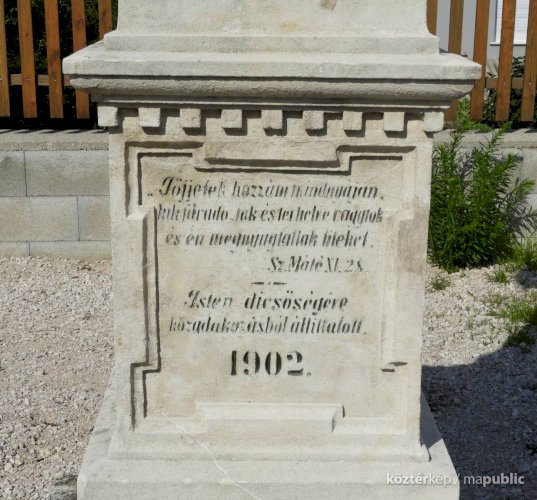 „Jöjjetek hozzám mindnyájan,
kik fáradoztok és terhelve vagytok
és én megnyugtatlak titeket.
Sz. Máté XI. 28.
Isten dicsőségére
közadakozásból állíttatott.
1902.
köztérkép / mapublic